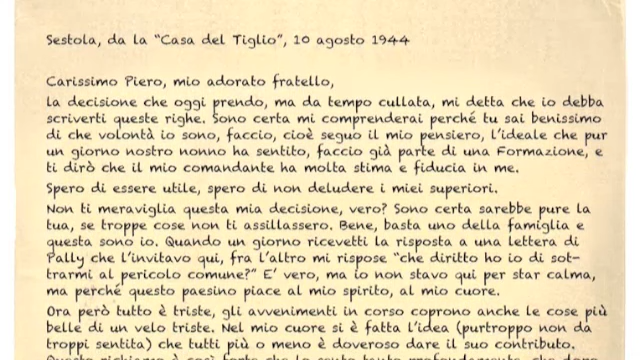 Sestola, da la "Casa del Tiglio", 10 agosto 1944
Carissimo Piero, mio adorato fratello,
la decisione che oggi prendo, ma da tempo cullata, mi detta che io debba
scriverti queste righe. Sono certa mi comprenderai perché tu sai benissimo
di che volontà io sono, faccio, cioè seguo il mio pensiero, l'ideale che pur
un giorno nostro nonno ha sentito, faccio già parte di una Formazione, e
ti dirò che il mio comandante ha molta stima e fiducia in me.
Spero di essere utile, spero di non deludere i miei superiori.
Non ti meraviglia questa mia decisione, vero? Sono certa sarebbe pure la
tua, se troppe cose non ti assillassero. Bene, basta uno della famiglia e
questa sono io. Quando un giorno ricevetti la risposta a una lettera di
Pally che l'invitavo qui, fra l'altro mi rispose "che diritto ho io di sot-
trarmi al pericolo comune?" E' vero, ma io non stavo qui per star calma,
ma perché questo paesino piace al mio spirito, al mio cuore.
Ora però tutto è triste, gli avvenimenti in corso coprono anche le cose più
belle di un velo triste. Nel mio cuore si è fatta l'idea (purtroppo non da
troppi sentita) che tutti più o meno è doveroso dare il suo contributo.